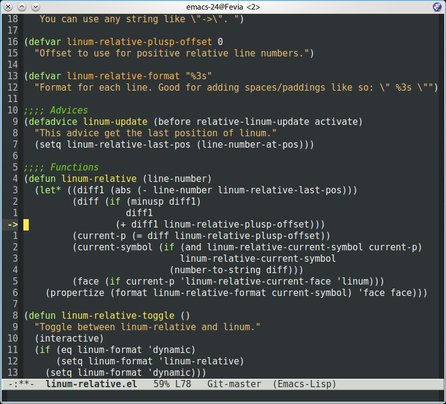 emacs-24@Fevia <2>
18    You can use any string like \"->\". ")
17
16 (defvar linum-relative-plusp-offset 0
15   "Offset to use for positive relative line numbers.")
14
13 (defvar linum-relative-format "%3s"
12   "Format for each line. Good for adding spaces/paddings like so: \" %3s \"")
11
10 ;;;; Advices
9 (defadvice linum-update (before relative-linum-update activate)
8   "This advice get the last position of linum."
7   (setq linum-relative-last-pos (line-number-at-pos)))
6
5 ;;;; Functions
4 (defun linum-relative (line-number)
3   (let* ((diff1 (abs (- line-number linum-relative-last-pos)))
2          (diff (if (minusp diff1)
1                    diff1
->                  (+ diff1 linum-relative-plusp-offset)))
1          (current-p (= diff linum-relative-plusp-offset))
2          (current-symbol (if (and linum-relative-current-symbol current-p)
3                              linum-relative-current-symbol
4                            (number-to-string diff)))
5          (face (if current-p 'linum-relative-current-face 'linum)))
6     (propertize (format linum-relative-format current-symbol) 'face face)))
7
8 (defun linum-relative-toggle ()
9   "Toggle between linum-relative and linum."
10   (interactive)
11   (if (eq linum-format 'dynamic)
12       (setq linum-format 'linum-relative)
13     (setq linum-format 'dynamic)))
-:**-  linum-relative.el   59% L78   Git-master  (Emacs-Lisp)